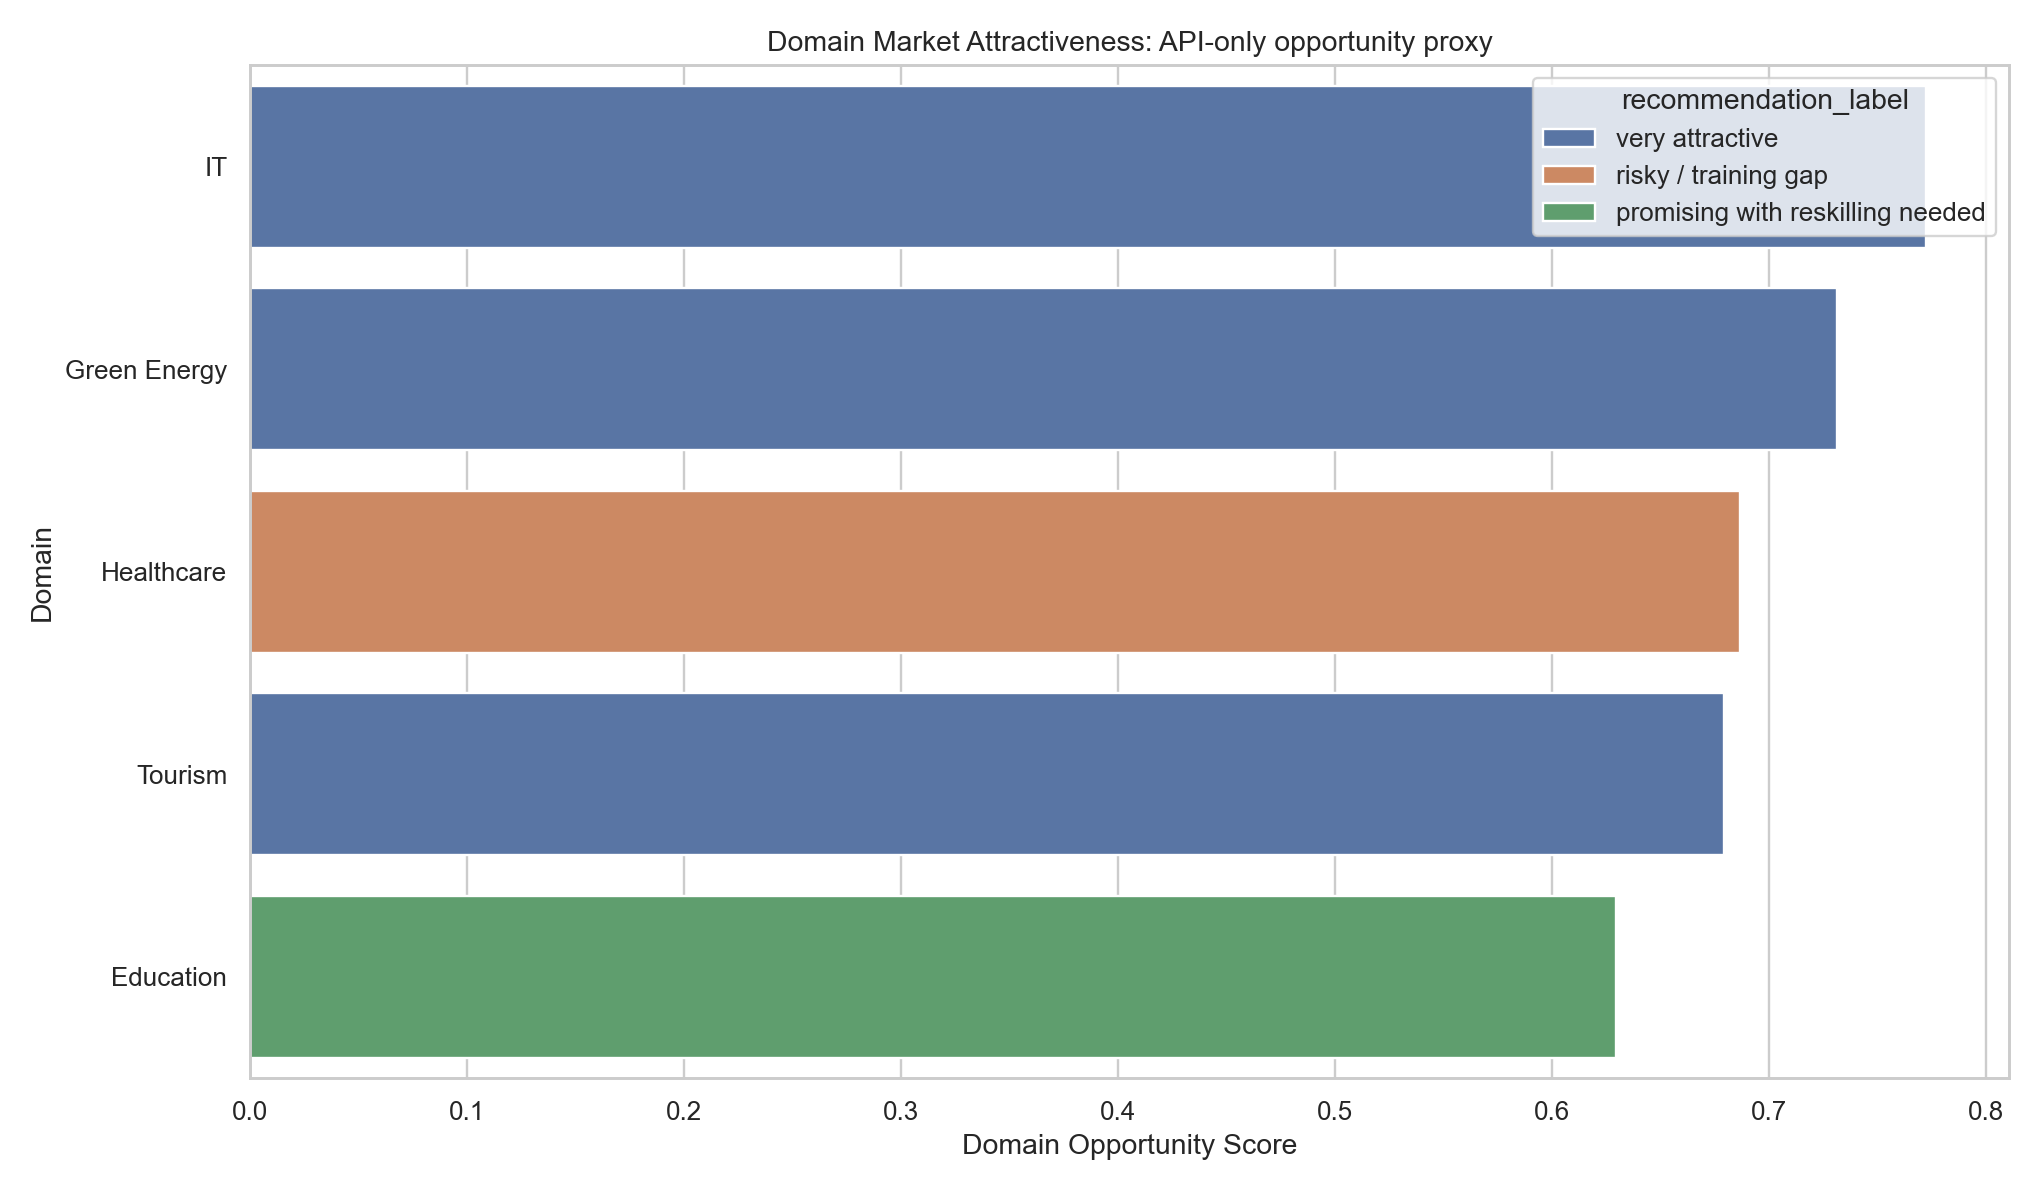 Domain Market Attractiveness: API-only opportunity proxy
recommendation_label
very attractive
risky / training gap
promising with reskilling needed
Domain
IT
Green Energy
Healthcare
Tourism
Education
0.0 0.1 0.2 0.3 0.4 0.5 0.6 0.7 0.8
Domain Opportunity Score